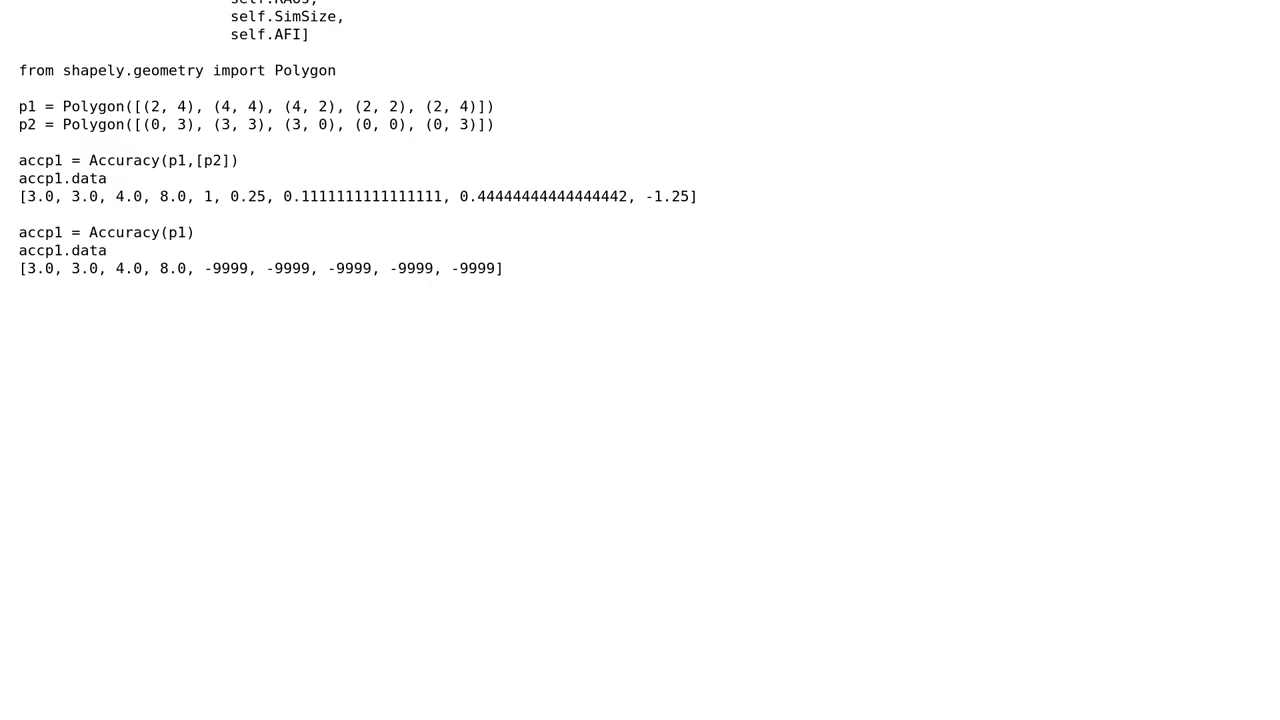 self.SimSize,
self.AFI]
from shapely.geometry import Polygon
p1 = Polygon([(2, 4), (4, 4), (4, 2), (2, 2), (2, 4)])
p2 = Polygon([(0, 3), (3, 3), (3, 0), (0, 0), (0, 3)])
accp1 = Accuracy(p1,[p2])
accp1.data
[3.0, 3.0, 4.0, 8.0, 1, 0.25, 0.1111111111111111, 0.44444444444444442, -1.25]
accp1 = Accuracy(p1)
accp1.data
[3.0, 3.0, 4.0, 8.0, -9999, -9999, -9999, -9999, -9999]